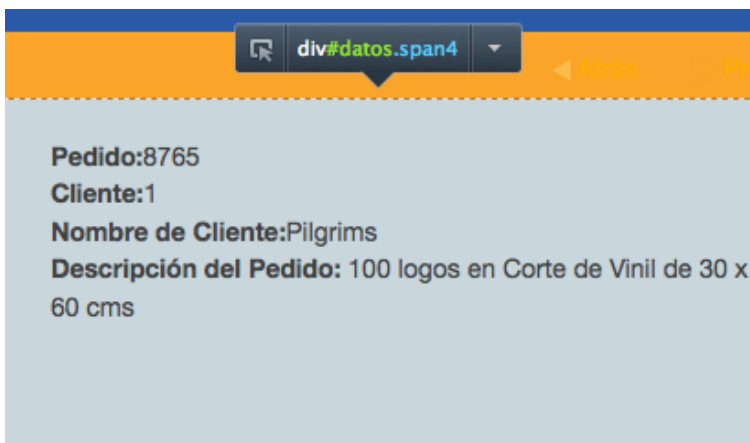 div#datos.span4
Atrás
Pedido:8765
Cliente:1
Nombre de Cliente:Pilgrims
Descripción del Pedido: 100 logos en Corte de Vinil de 30 x
60 cms